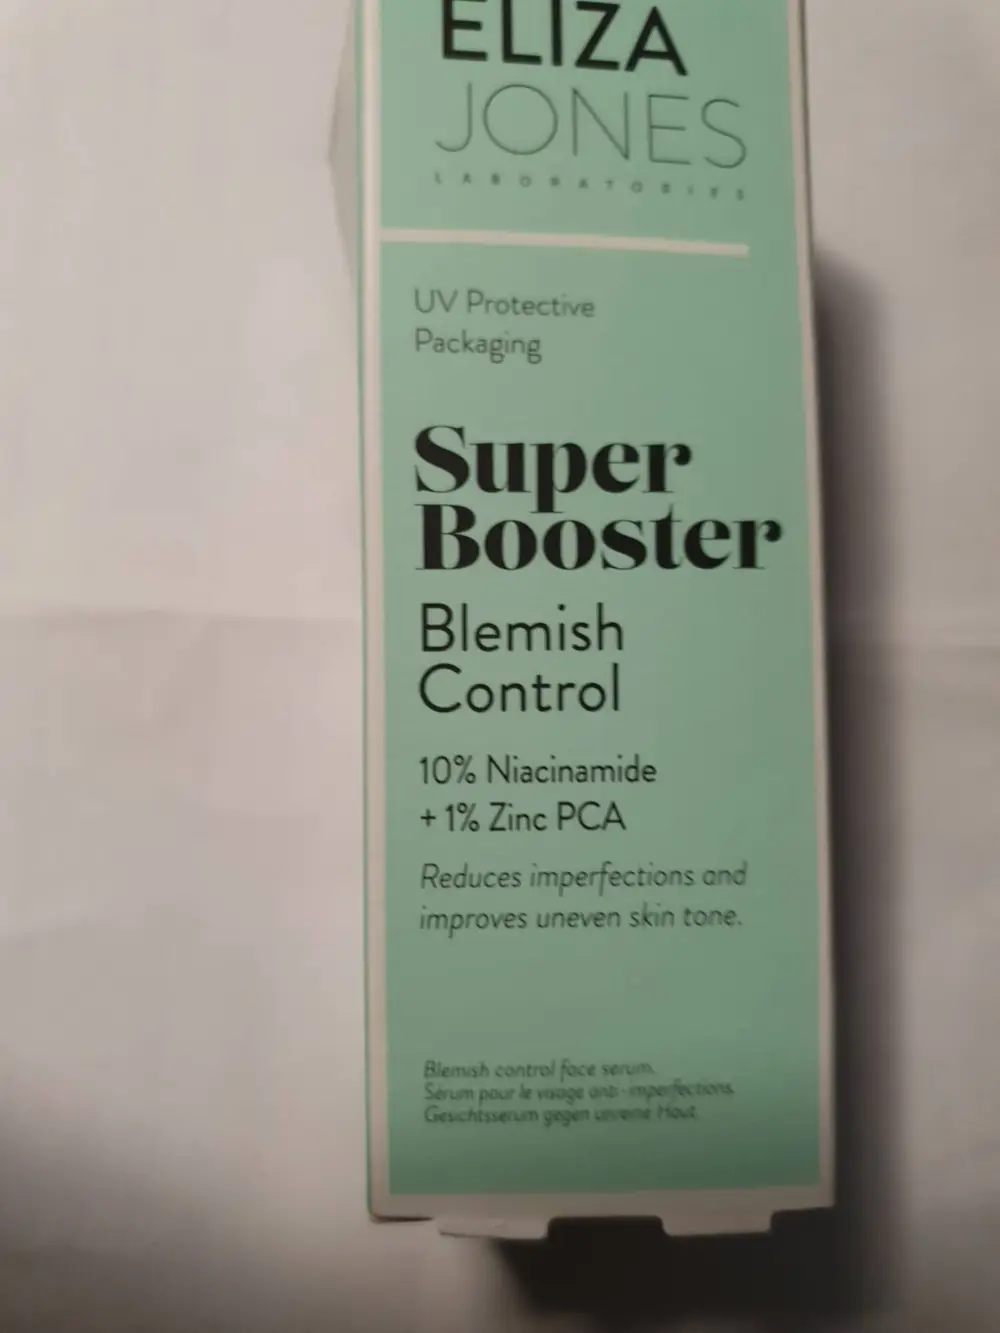 ELIZA
JONES
LABORATORIES
UV Protective
Packaging
Super
Booster
Blemish
Control
10% Niacinamide
+ 1% Zinc PCA
Reduces imperfections and
improves uneven skin tone.
Blemish control face serum.
Sérum pour le visage anti-imperfections.
Gesichtsserum gegen unreine Haut.